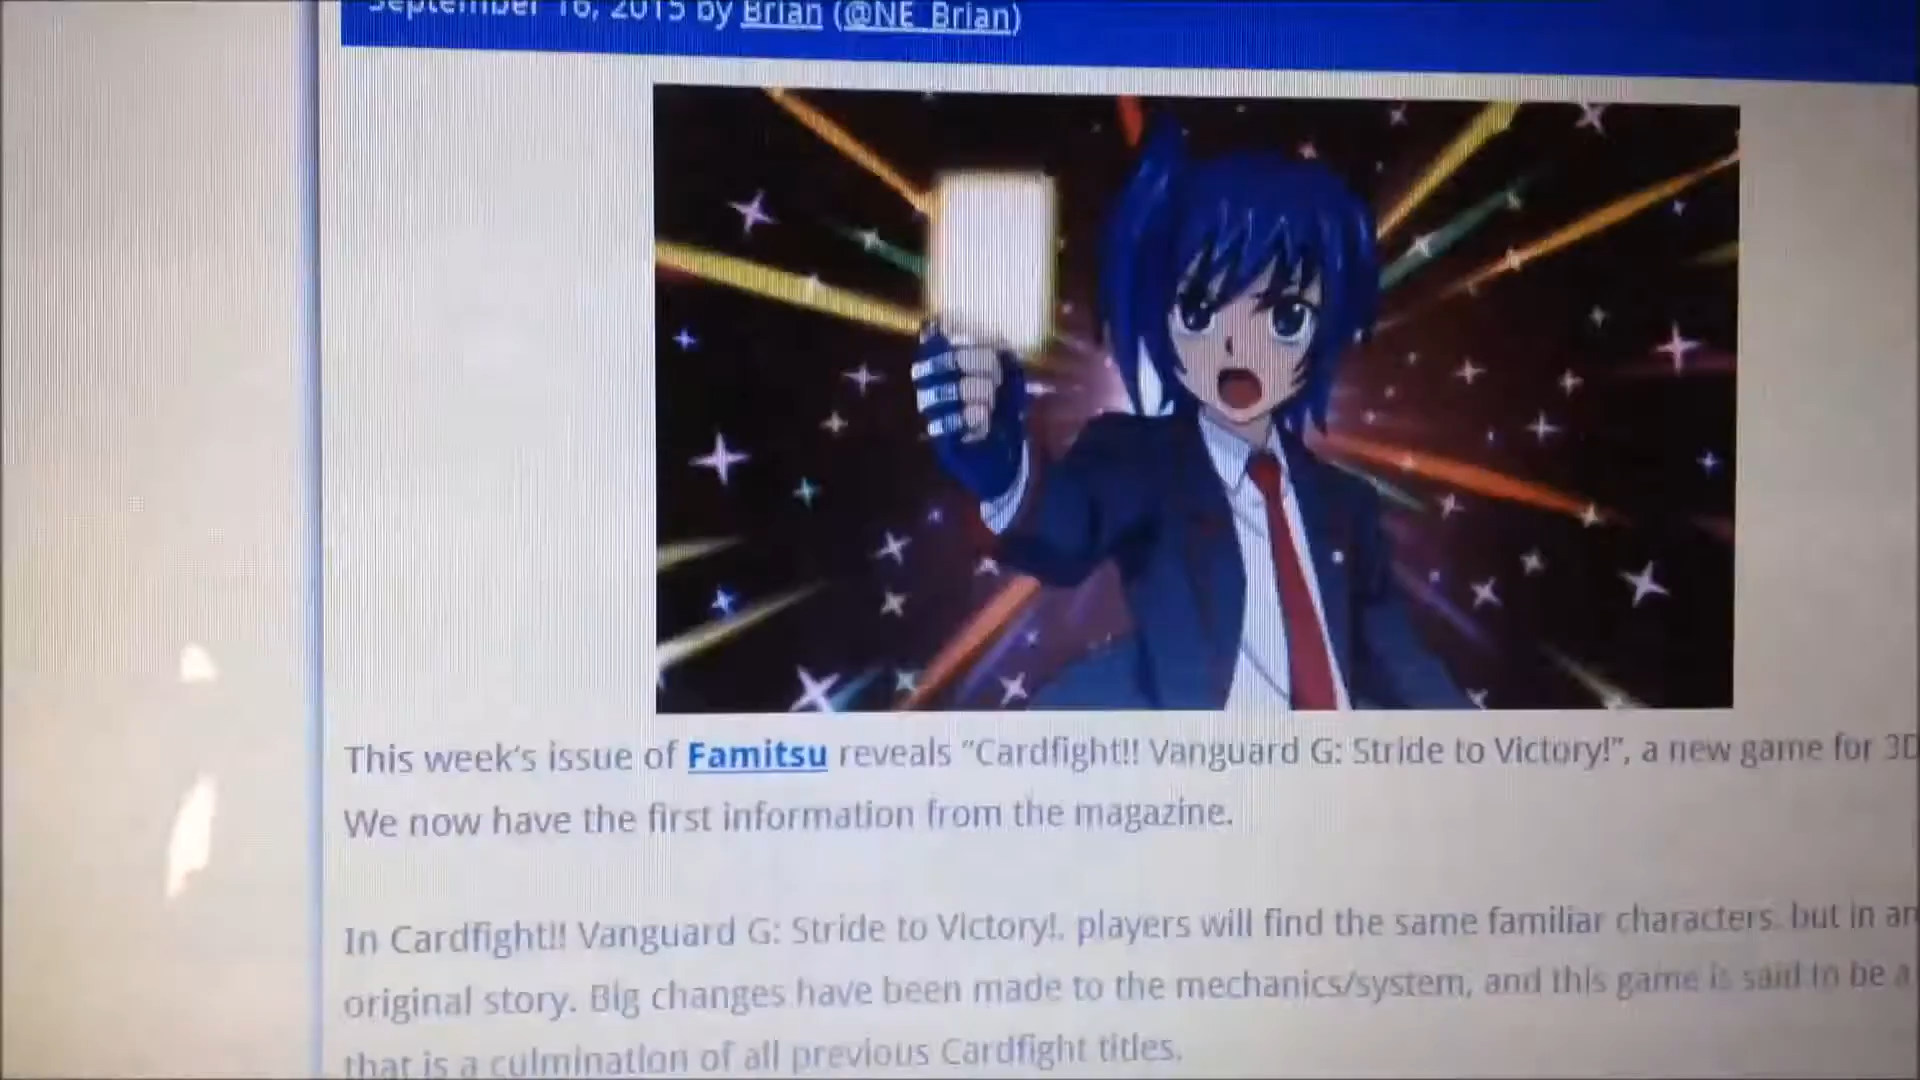 September 16, 2015 by Brian (@NE_Brian)
This week's issue of Famitsu reveals "Cardfight!! Vanguard G: Stride to Victory!", a new game for 3D
We now have the first information from the magazine.
In Cardfight!! Vanguard G: Stride to Victory!, players will find the same familiar characters, but in an
original story. Big changes have been made to the mechanics/system, and this game is said to be a
that is a culmination of all previous Cardfight titles.